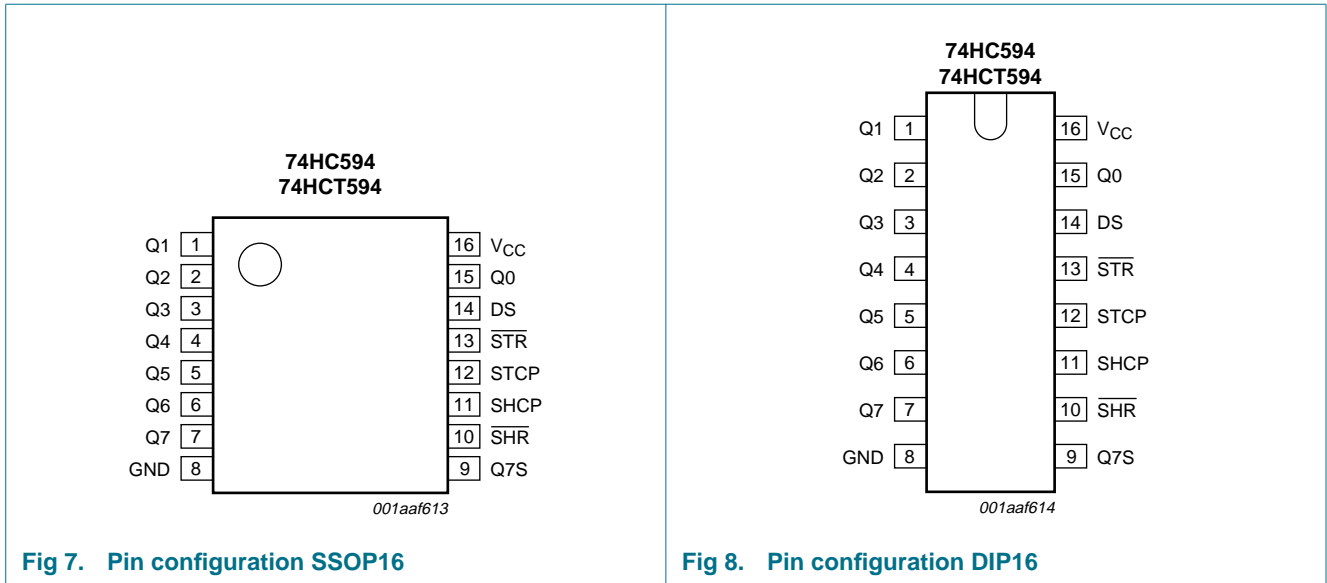 74HC594
74HCT594
Q1 1 16 VCC
Q2 2 15 Q0
Q3 3 14 DS
Q4 4 13 S̅T̅R̅
Q5 5 12 STCP
Q6 6 11 SHCP
Q7 7 10 S̅H̅R̅
GND 8 9 Q7S
001aaf613
Fig 7. Pin configuration SSOP16
74HC594
74HCT594
Q1 1 16 VCC
Q2 2 15 Q0
Q3 3 14 DS
Q4 4 13 S̅T̅R̅
Q5 5 12 STCP
Q6 6 11 SHCP
Q7 7 10 S̅H̅R̅
GND 8 9 Q7S
001aaf614
Fig 8. Pin configuration DIP16